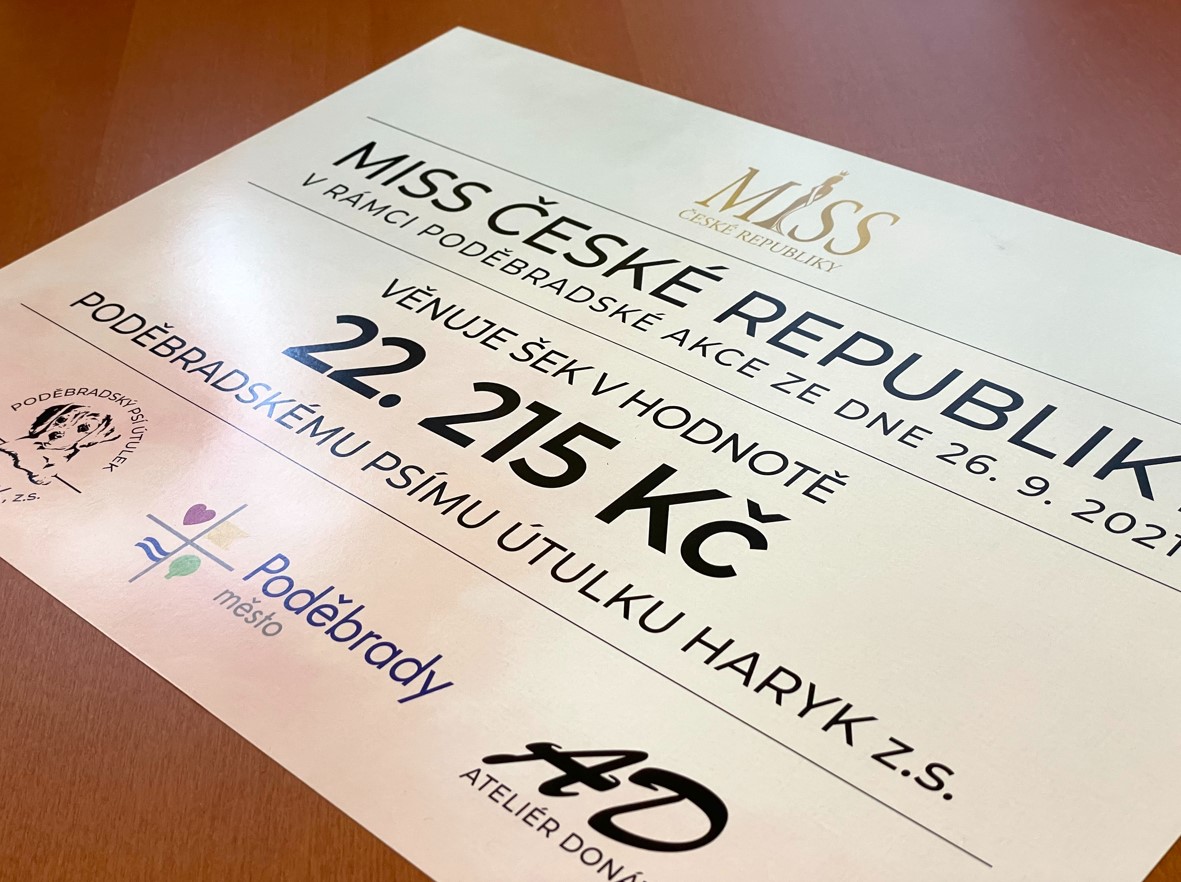 MISS
ČESKÉ REPUBLIKY
MISS ČESKÉ REPUBLIKY
V RÁMCI PODĚBRADSKÉ AKCE ZE DNE 26. 9. 2021
VĚNUJE ŠEK V HODNOTĚ
22. 215 KČ
PODĚBRADSKÉMU PSÍMU ÚTULKU HARYK Z.S.
PODĚBRADSKÝ PSÍ ÚTULEK
, z.s.
Poděbrady
město
AD
ATELIÉR